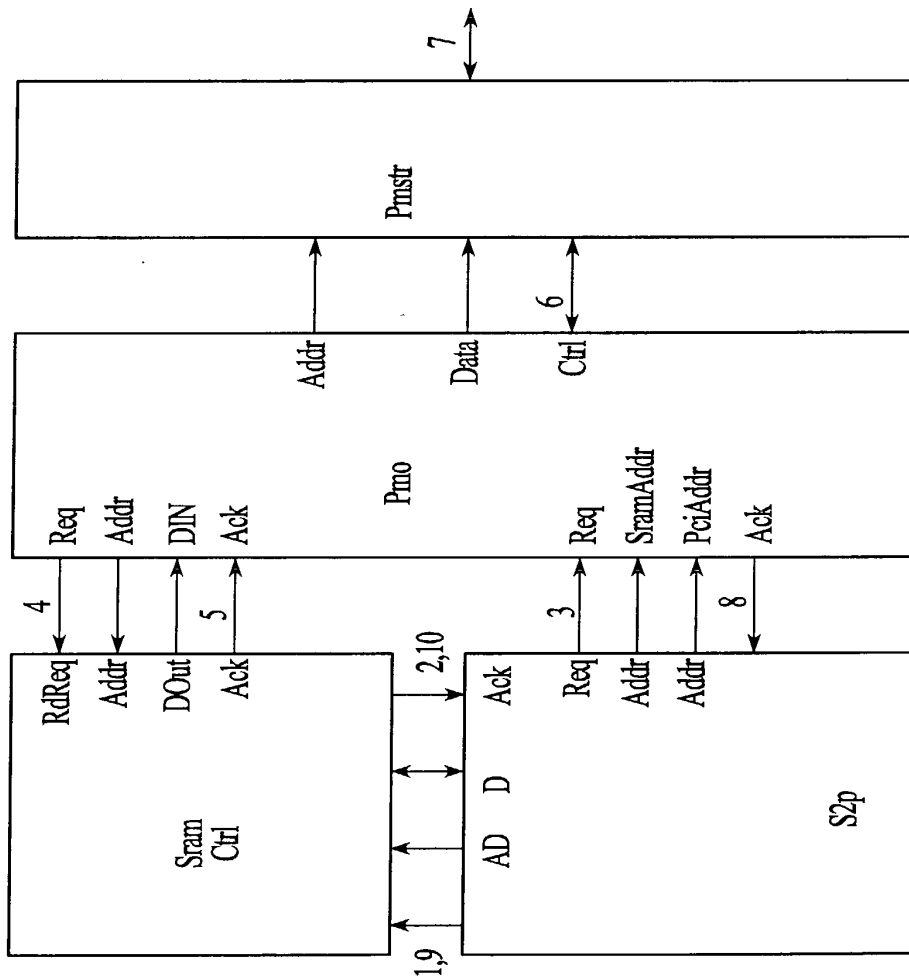 Sram
Ctrl
RdReq
Addr
DOut
Ack
4
5
Req
Addr
DIN
Ack
Pmo
Addr
Data
Ctrl
6
Pmstr
7
1,9
2,10
AD
D
Ack
S2p
Req
Addr
Addr
3
8
Req
SramAddr
PciAddr
Ack